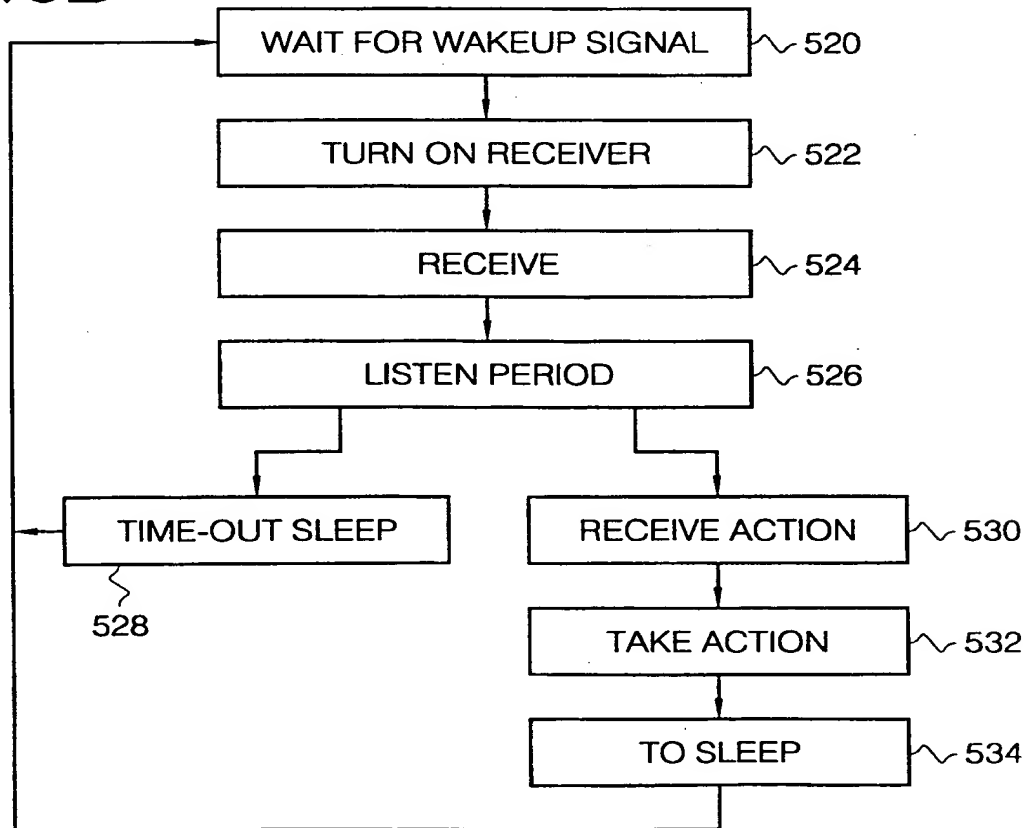 WAIT FOR WAKEUP SIGNAL 520
TURN ON RECEIVER 522
RECEIVE 524
LISTEN PERIOD 526
TIME-OUT SLEEP
528
RECEIVE ACTION 530
TAKE ACTION 532
TO SLEEP 534